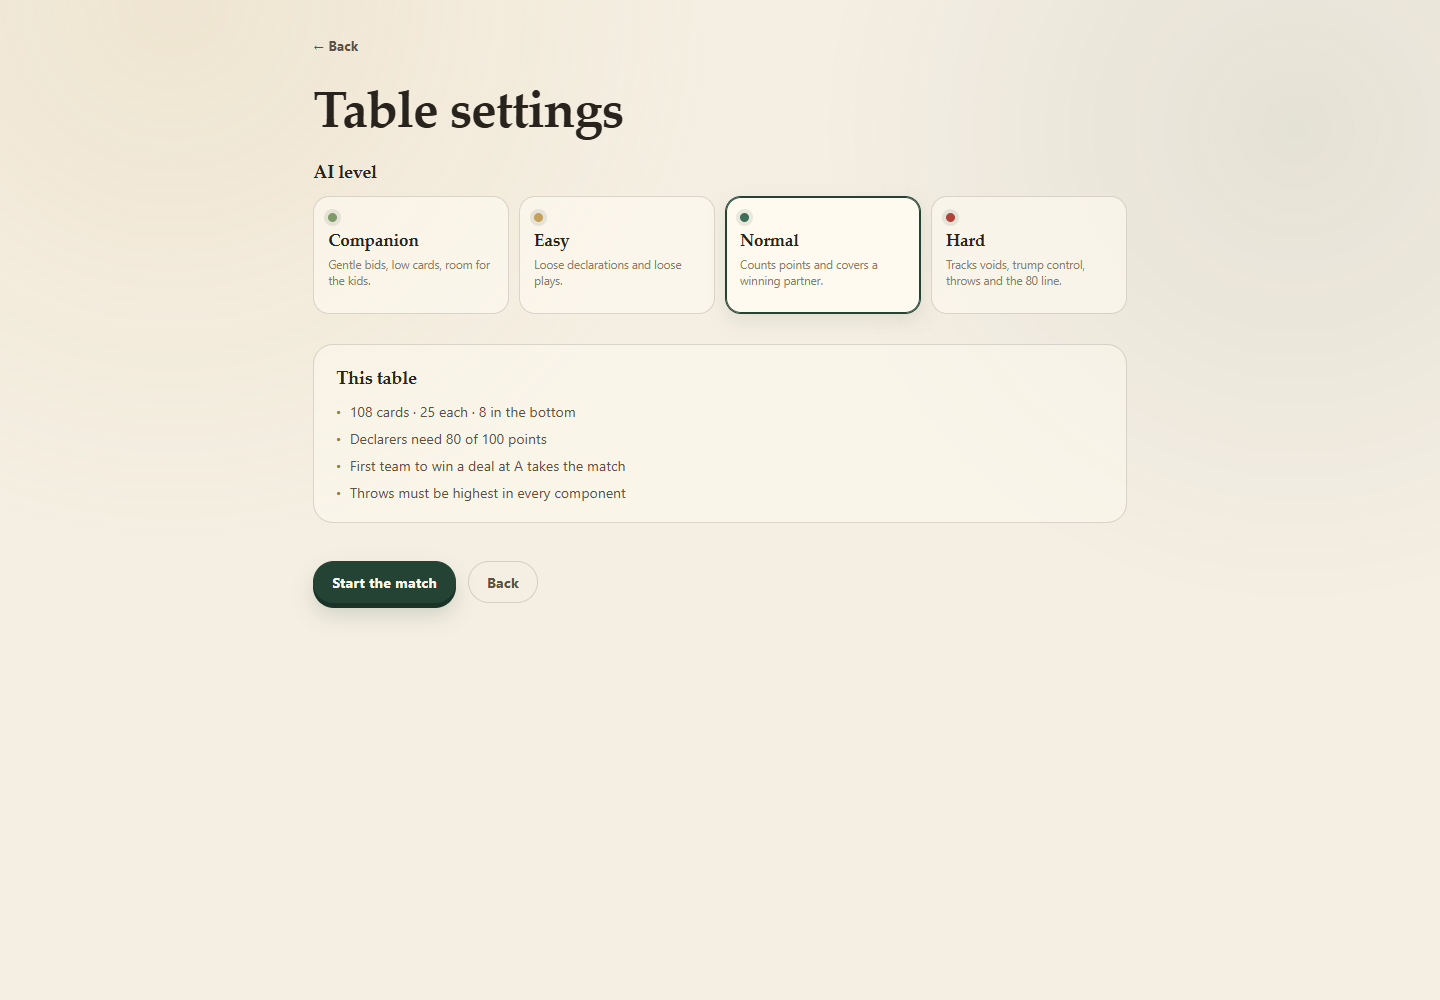 ← Back
Table settings
AI level
Companion
Gentle bids, low cards, room for
the kids.
Easy
Loose declarations and loose
plays.
Normal
Counts points and covers a
winning partner.
Hard
Tracks voids, trump control,
throws and the 80 line.
This table
• 108 cards · 25 each · 8 in the bottom
• Declarers need 80 of 100 points
• First team to win a deal at A takes the match
• Throws must be highest in every component
Start the match
Back